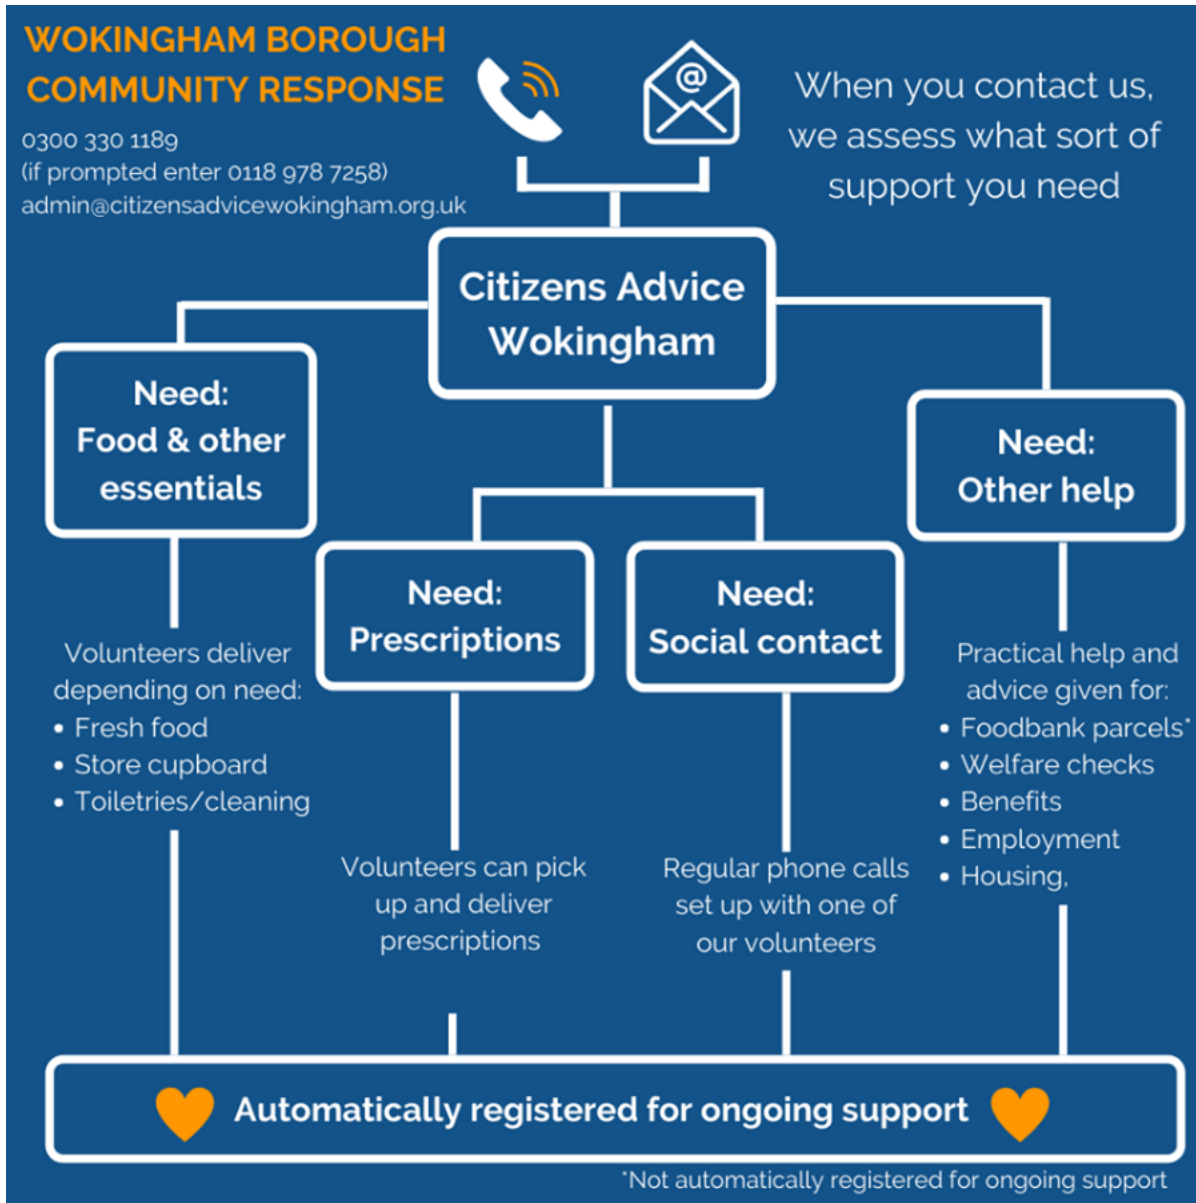 WOKINGHAM BOROUGH
COMMUNITY RESPONSE
0300 330 1189
(if prompted enter 0118 978 7258)
admin@citizensadvicewokingham.org.uk
@
When you contact us,
we assess what sort of
support you need
Citizens Advice
Wokingham
Need:
Food & other
essentials
Volunteers deliver
depending on need:
• Fresh food
• Store cupboard
• Toiletries/cleaning
Need:
Prescriptions
Volunteers can pick
up and deliver
prescriptions
Need:
Social contact
Regular phone calls
set up with one of
our volunteers
Need:
Other help
Practical help and
advice given for:
• Foodbank parcels*
• Welfare checks
• Benefits
• Employment
• Housing,
Automatically registered for ongoing support
*Not automatically registered for ongoing support